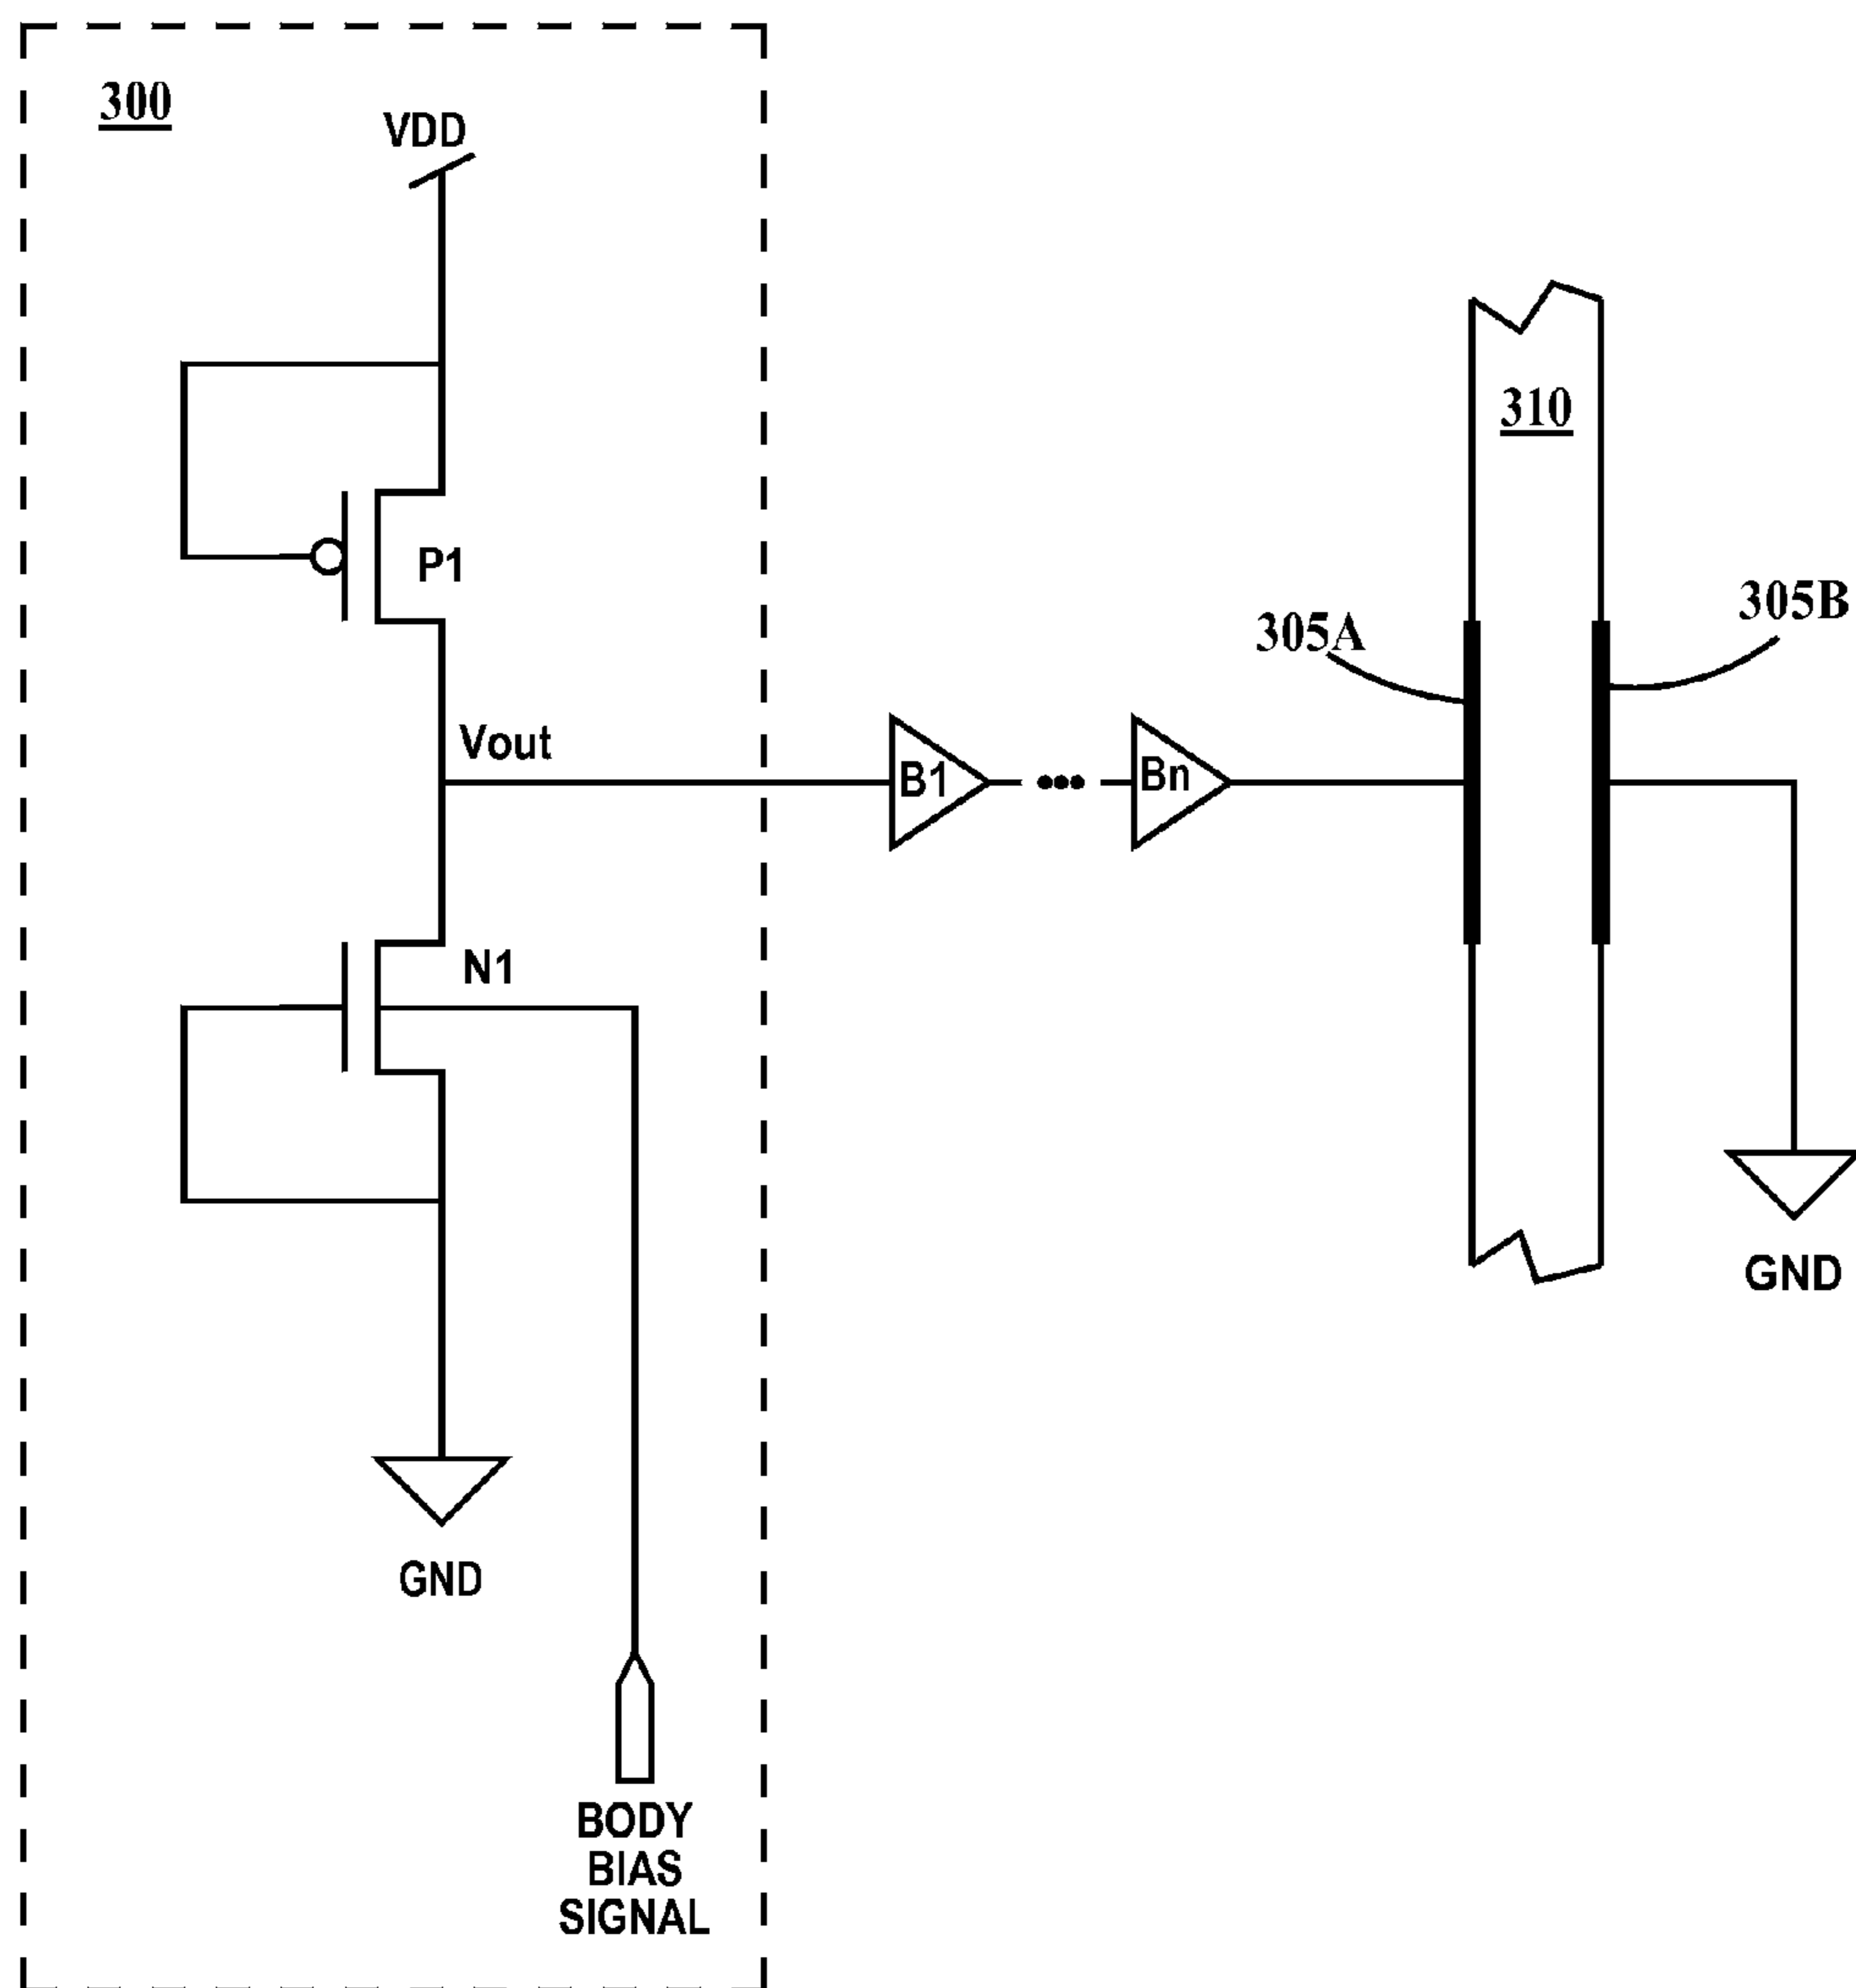 300
VDD
310
P1
305A
305B
Vout
B1
Bn
N1
GND
GND
BODY
BIAS
SIGNAL